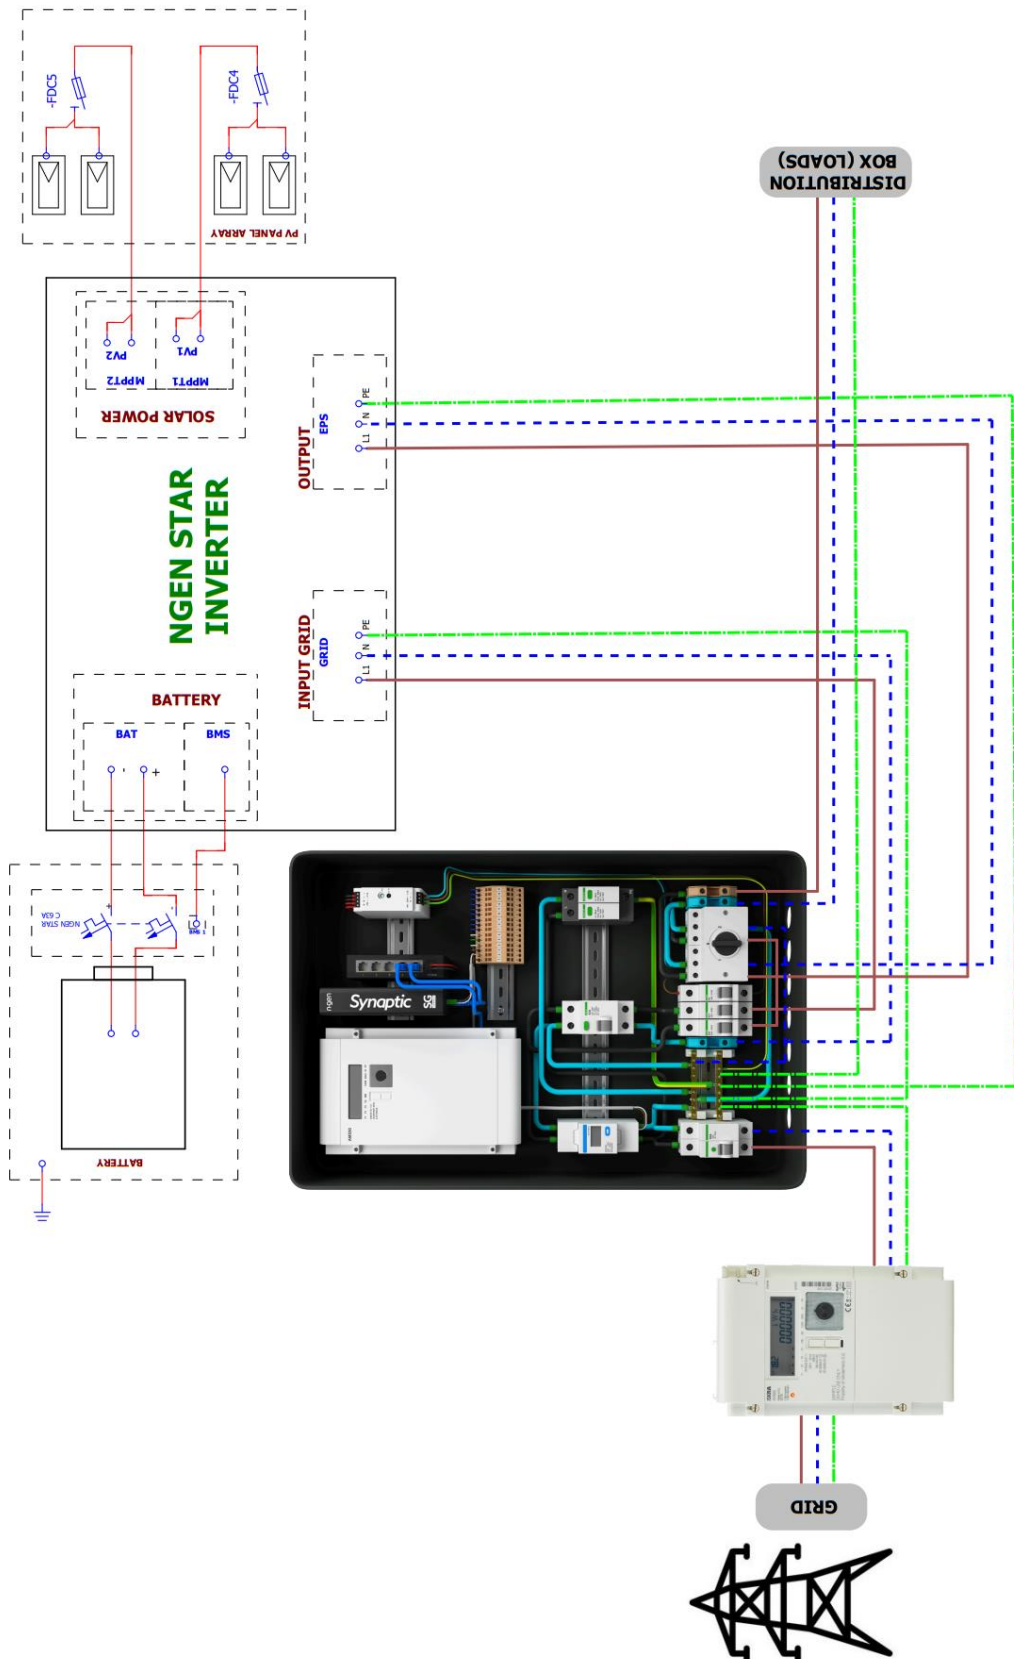 -FDC5
-FDC4
PV PANEL ARRAY
DISTRIBUTION
BOX (LOADS)
PV2
PV1
MPPT2
MPPT1
SOLAR POWER
OUTPUT
EPS
PE
N
L1
NGEN STAR
INVERTER
INPUT GRID
GRID
PE
N
L1
BATTERY
BAT
BMS
-
+
+
-
NGEN STAR
C 63A
BATTERY
n·gen
Synaptic
GRID